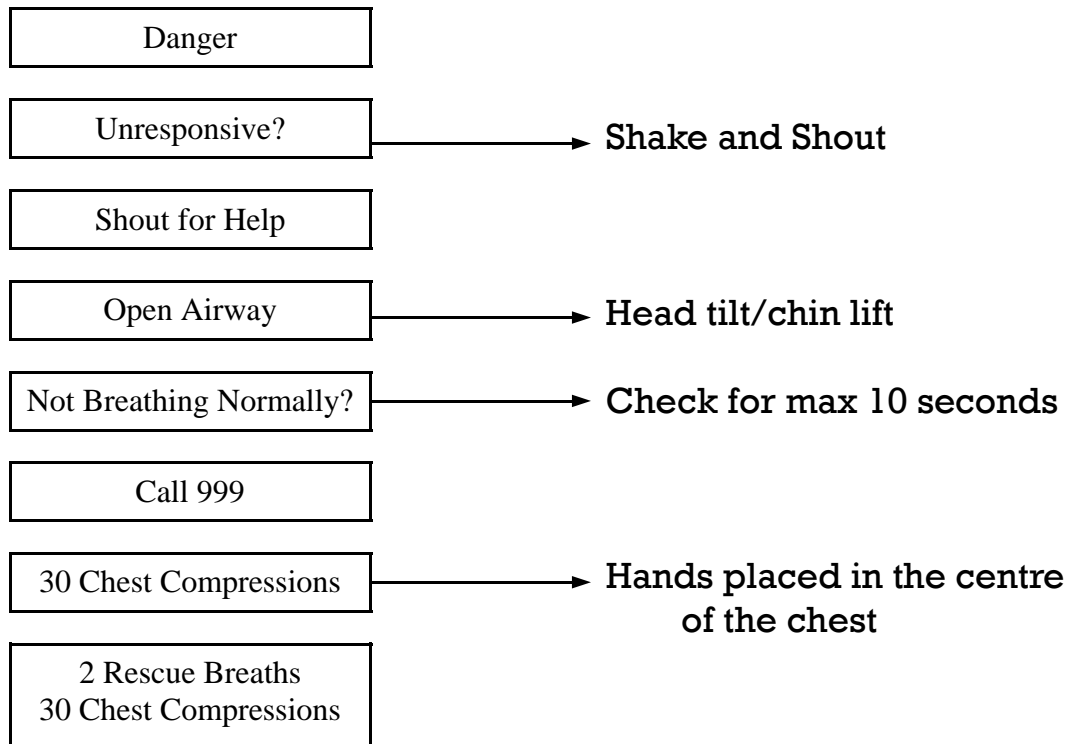 Danger
Unresponsive?
Shake and Shout
Shout for Help
Open Airway
Head tilt/chin lift
Not Breathing Normally?
Check for max 10 seconds
Call 999
30 Chest Compressions
Hands placed in the centre
of the chest
2 Rescue Breaths
30 Chest Compressions